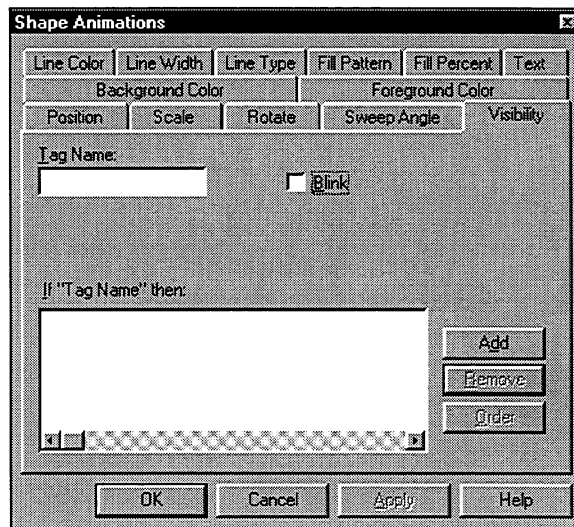 Shape Animations
Line Color Line Width Line Type Fill Pattern Fill Percent Text
Background Color Foreground Color
Position Scale Rotate Sweep Angle Visibility
Tag Name:
Blink
If "Tag Name" then:
Add
Remove
Order
OK Cancel Apply Help